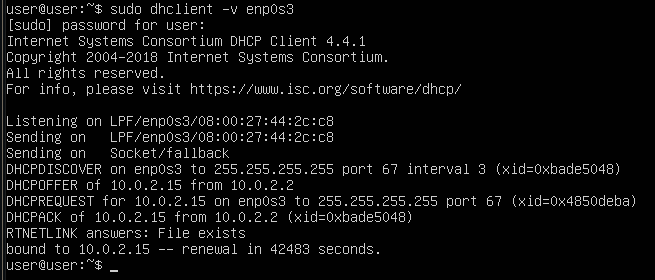 user@user:~$ sudo dhclient -v enp0s3
[sudo] password for user:
Internet Systems Consortium DHCP Client 4.4.1
Copyright 2004-2018 Internet Systems Consortium.
All rights reserved.
For info, please visit https://www.isc.org/software/dhcp/
Listening on LPF/enp0s3/08:00:27:44:2c:c8
Sending on   LPF/enp0s3/08:00:27:44:2c:c8
Sending on   Socket/fallback
DHCPDISCOVER on enp0s3 to 255.255.255.255 port 67 interval 3 (xid=0xbade5048)
DHCPOFFER of 10.0.2.15 from 10.0.2.2
DHCPREQUEST for 10.0.2.15 on enp0s3 to 255.255.255.255 port 67 (xid=0x4850deba)
DHCPACK of 10.0.2.15 from 10.0.2.2 (xid=0xbade5048)
RTNETLINK answers: File exists
bound to 10.0.2.15 -- renewal in 42483 seconds.
user@user:~$ _